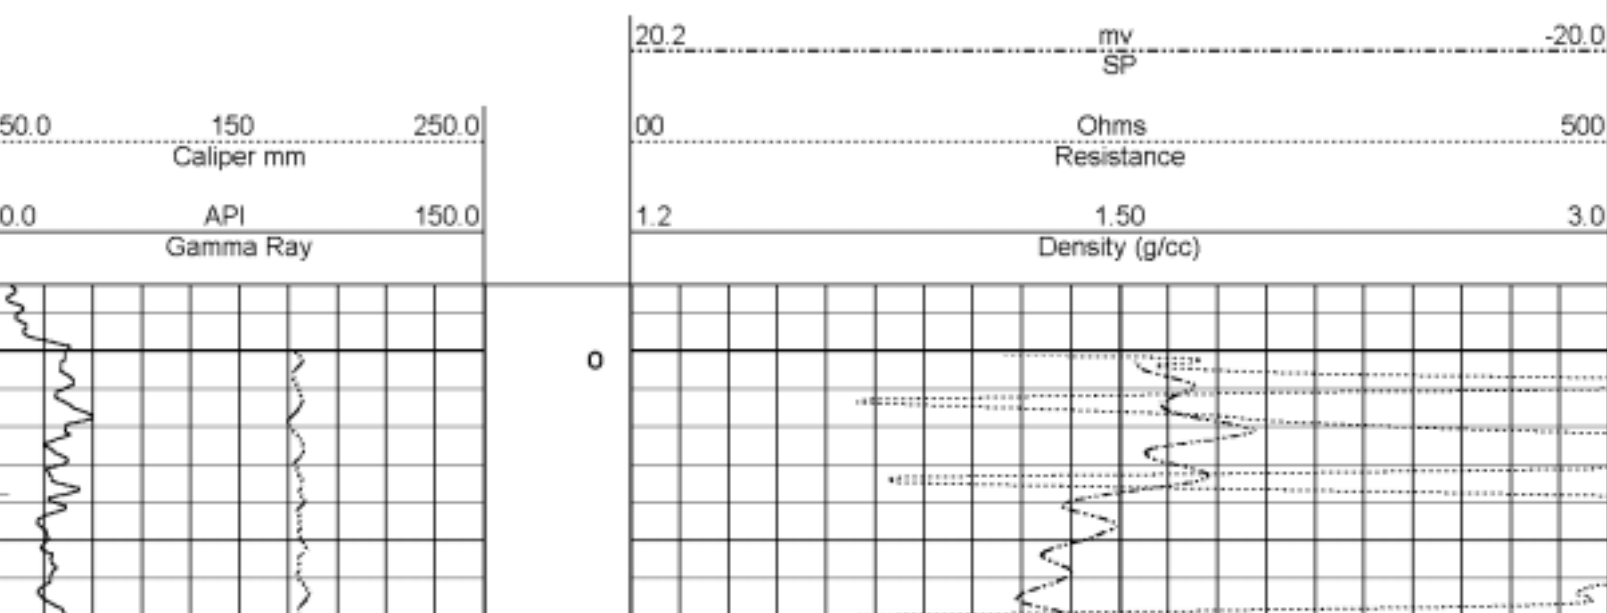 20.2 mv -20.0
SP
50.0 150 250.0
Caliper mm
00 Ohms 500
Resistance
0.0 API 150.0
Gamma Ray
1.2 1.50 3.0
Density (g/cc)
0